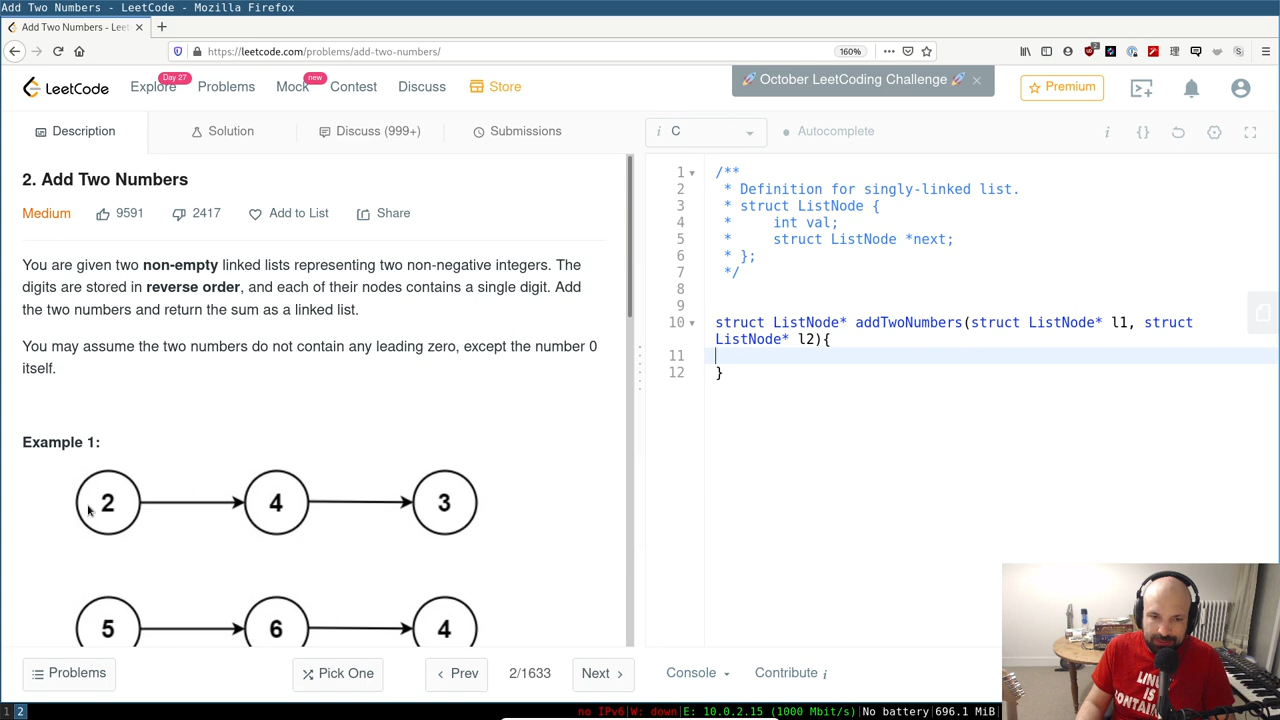 Add Two Numbers - LeetCode - Mozilla Firefox
Add Two Numbers - Leet
https://leetcode.com/problems/add-two-numbers/
160%
2
LeetCode
Explore
Day 27
Problems
Mock
new
Contest
Discuss
Store
🚀 October LeetCoding Challenge 🚀
Premium
Description
Solution
Discuss (999+)
Submissions
i C
Autocomplete
2. Add Two Numbers
Medium
9591
2417
Add to List
Share
You are given two non-empty linked lists representing two non-negative integers. The
digits are stored in reverse order, and each of their nodes contains a single digit. Add
the two numbers and return the sum as a linked list.
You may assume the two numbers do not contain any leading zero, except the number 0
itself.
Example 1:
2 4 3
5 6 4
1 /**
2 * Definition for singly-linked list.
3 * struct ListNode {
4 * int val;
5 * struct ListNode *next;
6 * };
7 */
8
9
10 struct ListNode* addTwoNumbers(struct ListNode* l1, struct
ListNode* l2){
11
12 }
Problems
Pick One
Prev
2/1633
Next
Console
Contribute i
1 2
no IPv6|W: down|E: 10.0.2.15 (1000 Mbit/s)|No battery|696.1 MiB